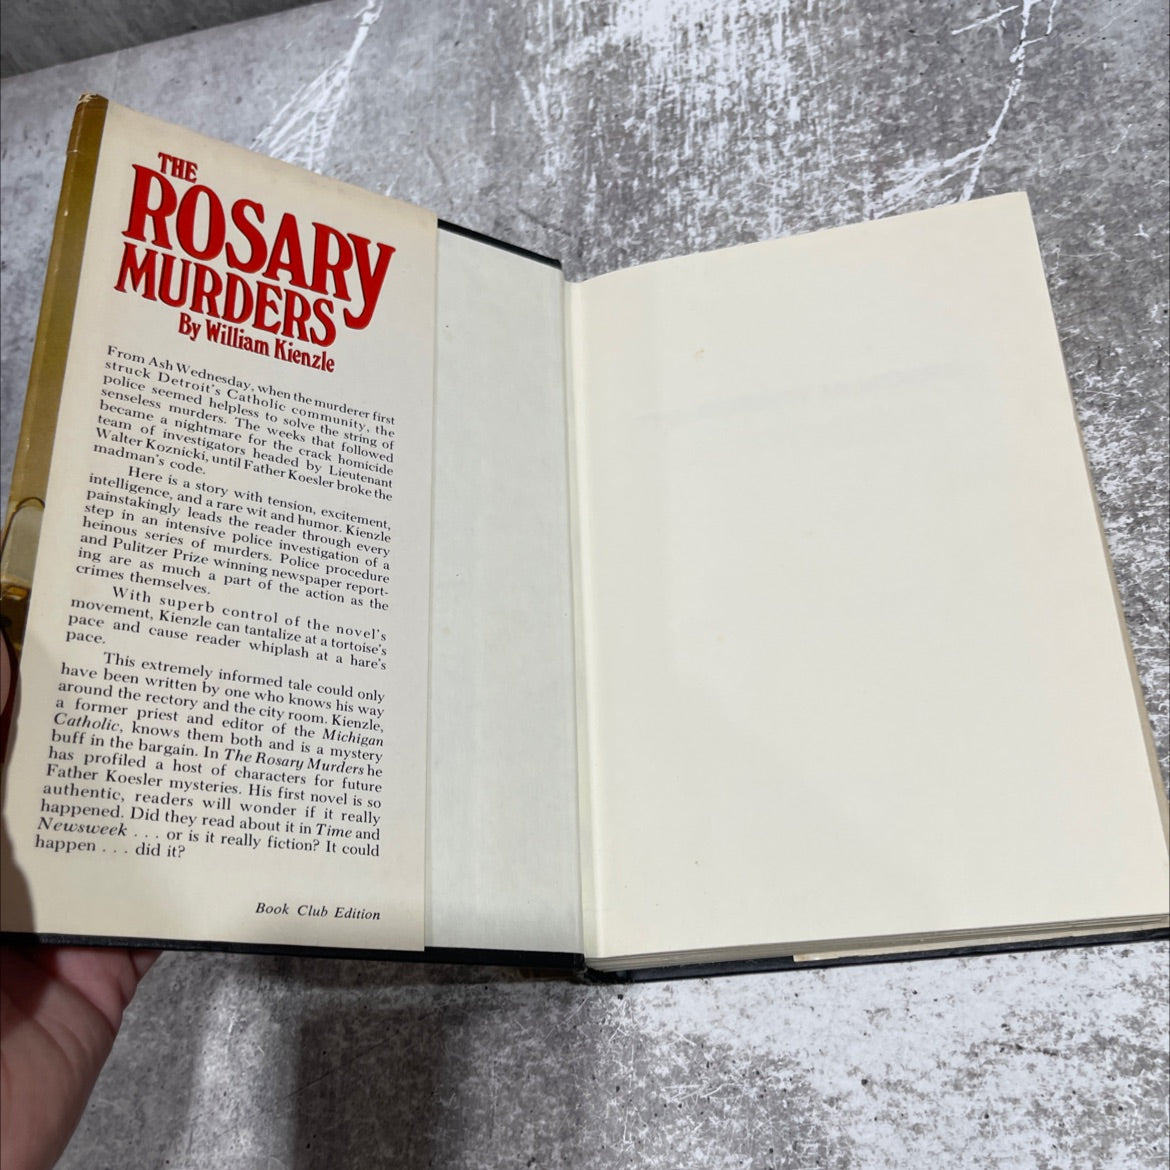 THE
ROSARY
MURDERS
By William Kienzle
From Ash Wednesday, when the murderer first
struck Detroit's Catholic community, the
police seemed helpless to solve the string of
senseless murders. The weeks that followed
became a nightmare for the crack homicide
team of investigators headed by Lieutenant
Walter Koznicki, until Father Koesler broke the
madman's code.
Here is a story with tension, excitement,
intelligence, and a rare wit and humor. Kienzle
painstakingly leads the reader through every
step in an intensive police investigation of a
heinous series of murders. Police procedure
and Pulitzer Prize winning newspaper report-
ing are as much a part of the action as the
crimes themselves.
With superb control of the novel's
movement, Kienzle can tantalize at a tortoise's
pace and cause reader whiplash at a hare's
pace.
This extremely informed tale could only
have been written by one who knows his way
around the rectory and the city room. Kienzle,
a former priest and editor of the Michigan
Catholic, knows them both and is a mystery
buff in the bargain. In The Rosary Murders he
has profiled a host of characters for future
Father Koesler mysteries. His first novel is so
authentic, readers will wonder if it really
happened. Did they read about it in Time and
Newsweek . . . or is it really fiction? It could
happen . . . did it?
Book Club Edition